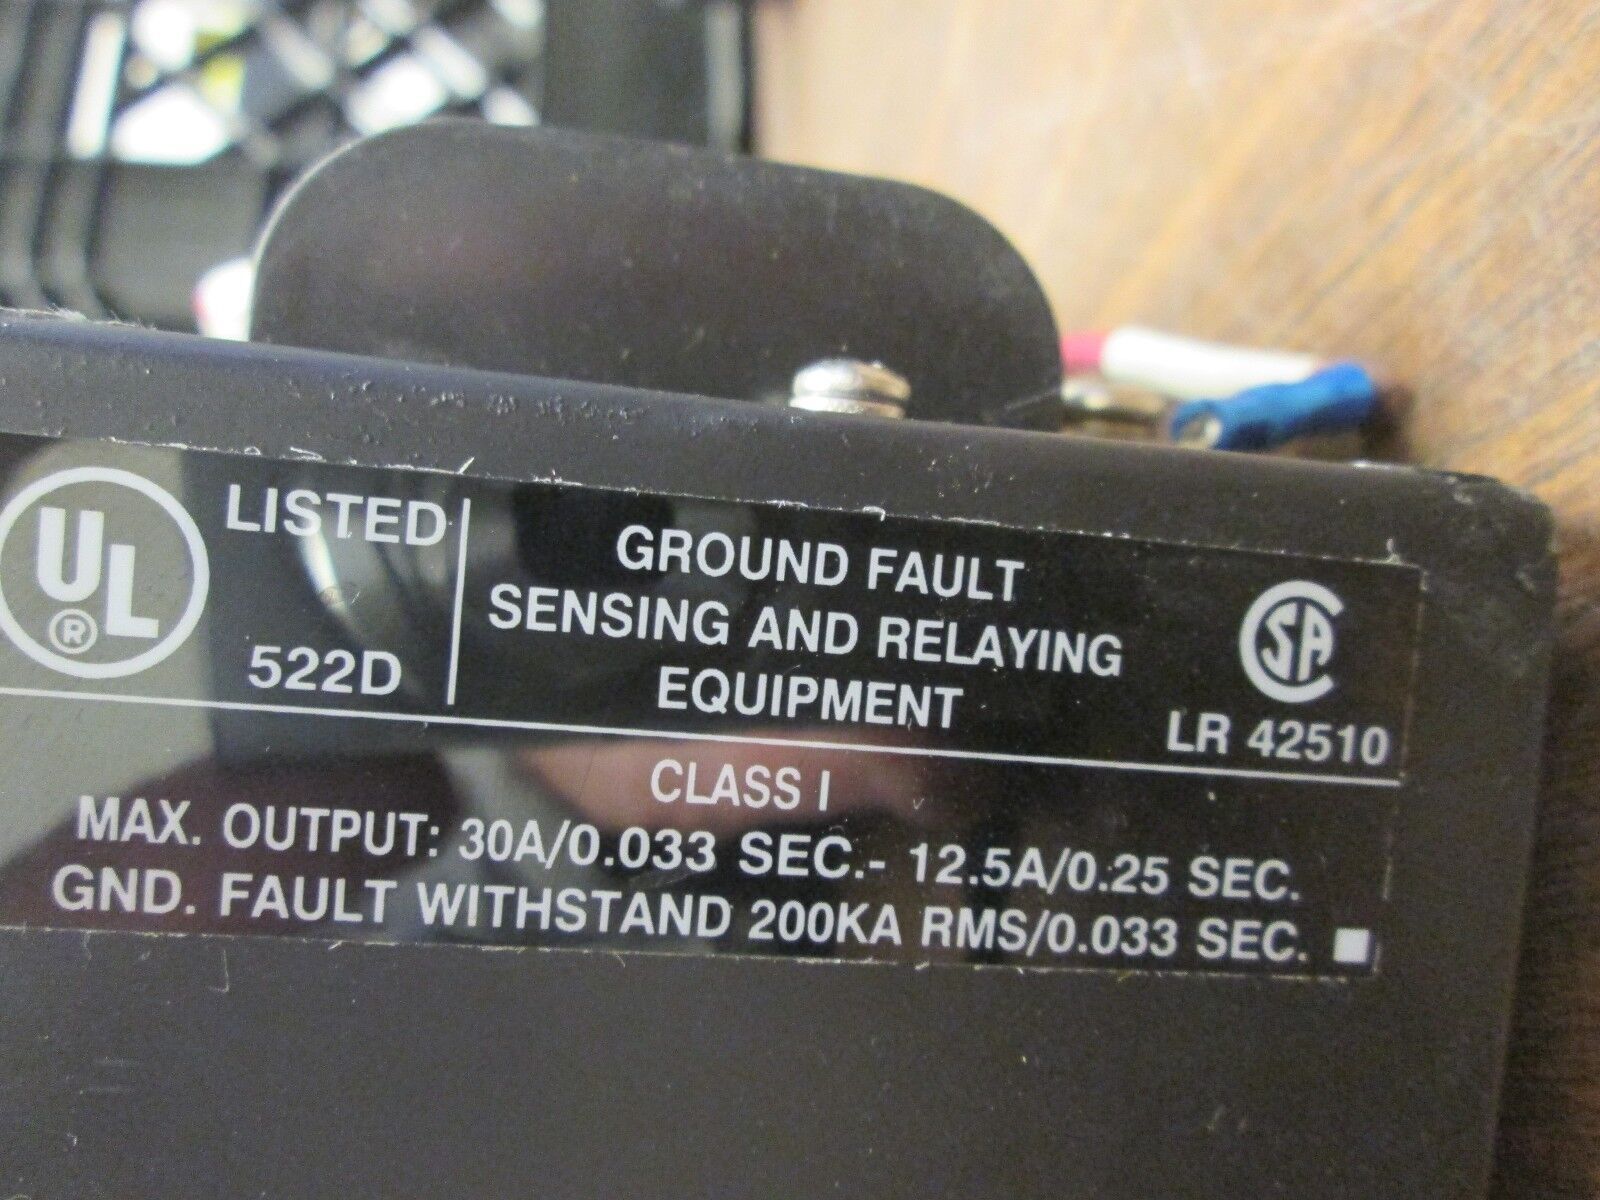 UL® LISTED
522D
GROUND FAULT
SENSING AND RELAYING
EQUIPMENT
CSA
LR 42510
CLASS I
MAX. OUTPUT: 30A/0.033 SEC.- 12.5A/0.25 SEC.
GND. FAULT WITHSTAND 200KA RMS/0.033 SEC.